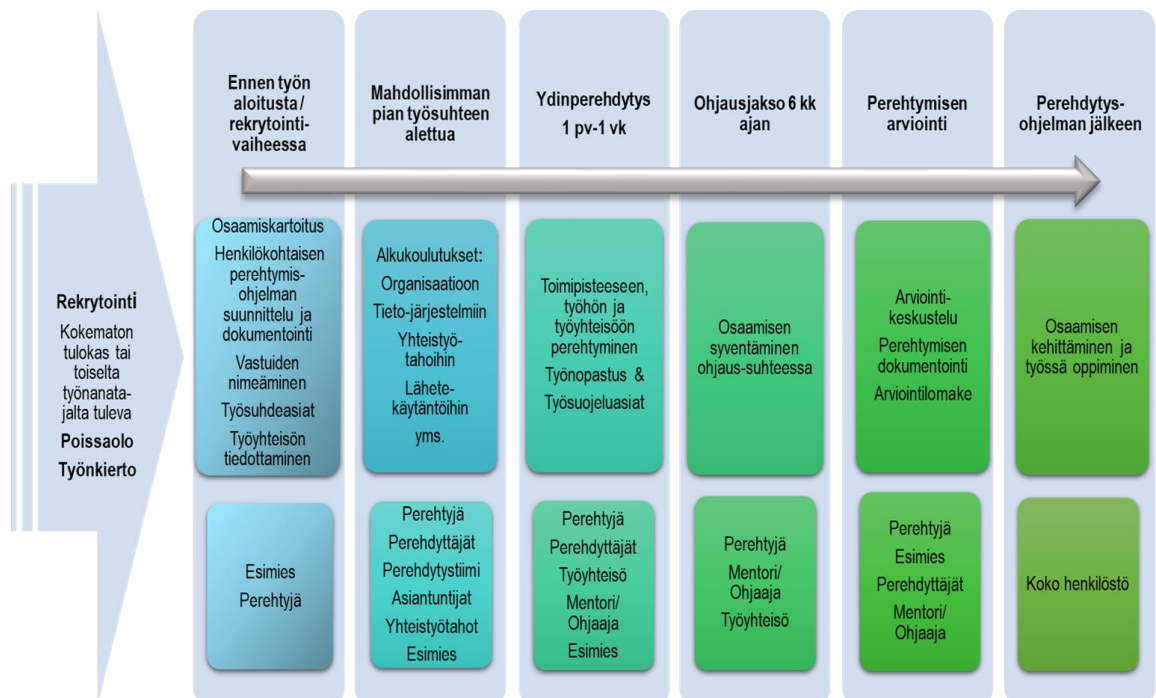 Rekrytointi
Kokematon
tulokas tai
toiselta
työnanata-
jalta tuleva
Poissaolo
Työnkierto
Ennen työn
aloitusta /
rekrytointi-
vaiheessa
Osaamiskartoitus
Henkilökohtaisen
perehtymis-
ohjelman
suunnittelu ja
dokumentointi
Vastuiden
nimeäminen
Työsuhdeasiat
Työyhteisön
tiedottaminen
Esimies
Perehtyjä
Mahdollisimman
pian työsuhteen
alettua
Alkukoulutukset:
Organisaatioon
Tieto-järjestelmiin
Yhteistyö-
tahoihin
Lähete-
käytäntöihin
yms.
Perehtyjä
Perehdyttäjät
Perehdytystiimi
Asiantuntijat
Yhteistyötahot
Esimies
Ydinperehdytys
1 pv-1 vk
Toimipisteeseen,
työhön ja
työyhteisöön
perehtyminen
Työnopastus &
Työsuojeluasiat
Perehtyjä
Perehdyttäjät
Työyhteisö
Mentori/
Ohjaaja
Esimies
Ohjausjakso 6 kk
ajan
Osaamisen
syventäminen
ohjaus-suhteessa
Perehtyjä
Mentori/
Ohjaaja
Työyhteisö
Perehtymisen
arviointi
Arviointi-
keskustelu
Perehtymisen
dokumentointi
Arviointilomake
Perehtyjä
Esimies
Perehdyttäjät
Mentori/
Ohjaaja
Perehdytys-
ohjelman jälkeen
Osaamisen
kehittäminen ja
työssä oppiminen
Koko henkilöstö